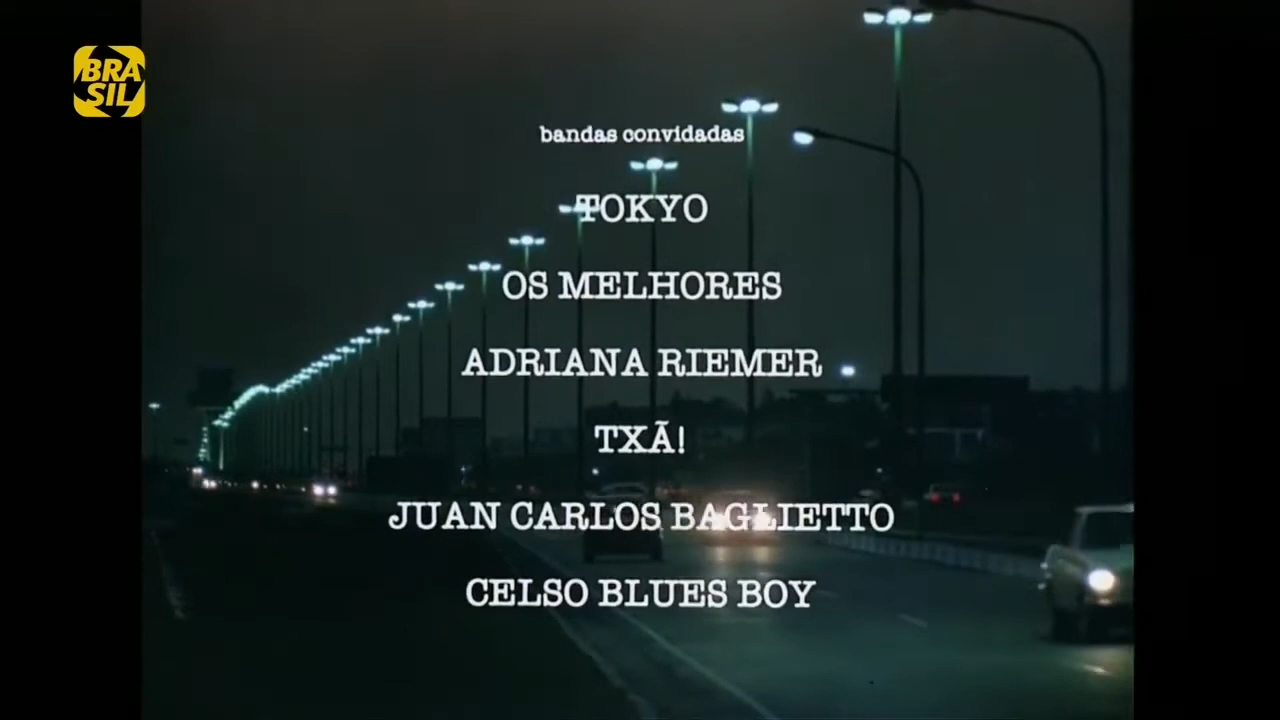 BRA
SIL
bandas convidadas
TOKYO
OS MELHORES
ADRIANA RIEMER
TXÃ!
JUAN CARLOS BAGLIETTO
CELSO BLUES BOY